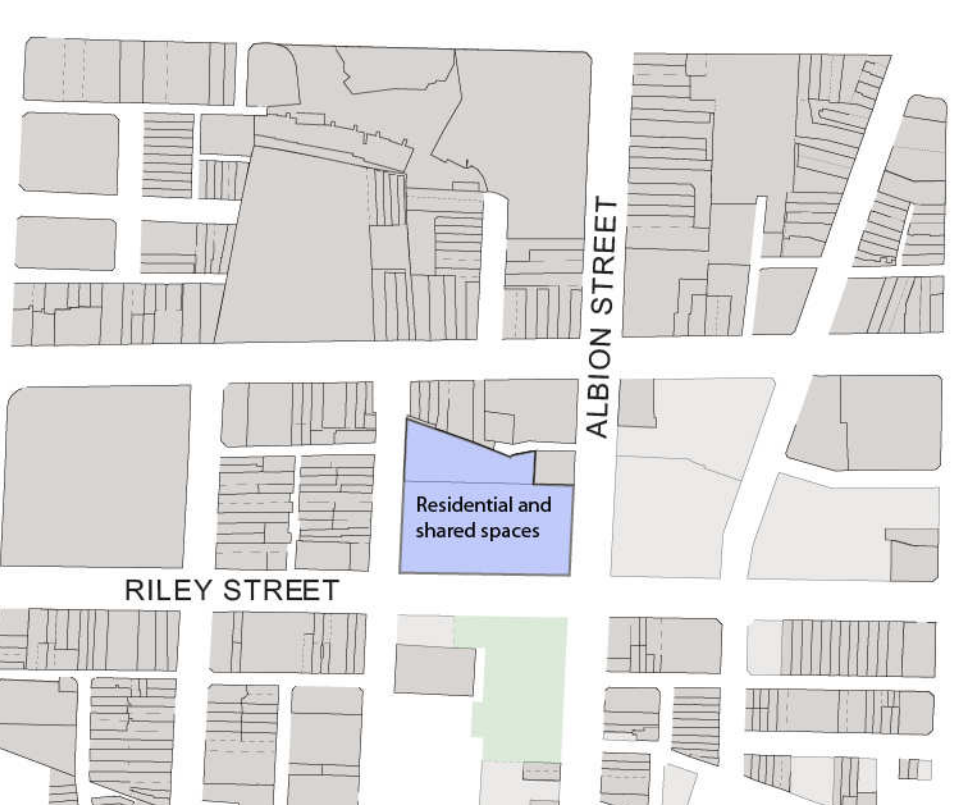 ALBION STREET
Residential and
shared spaces
RILEY STREET